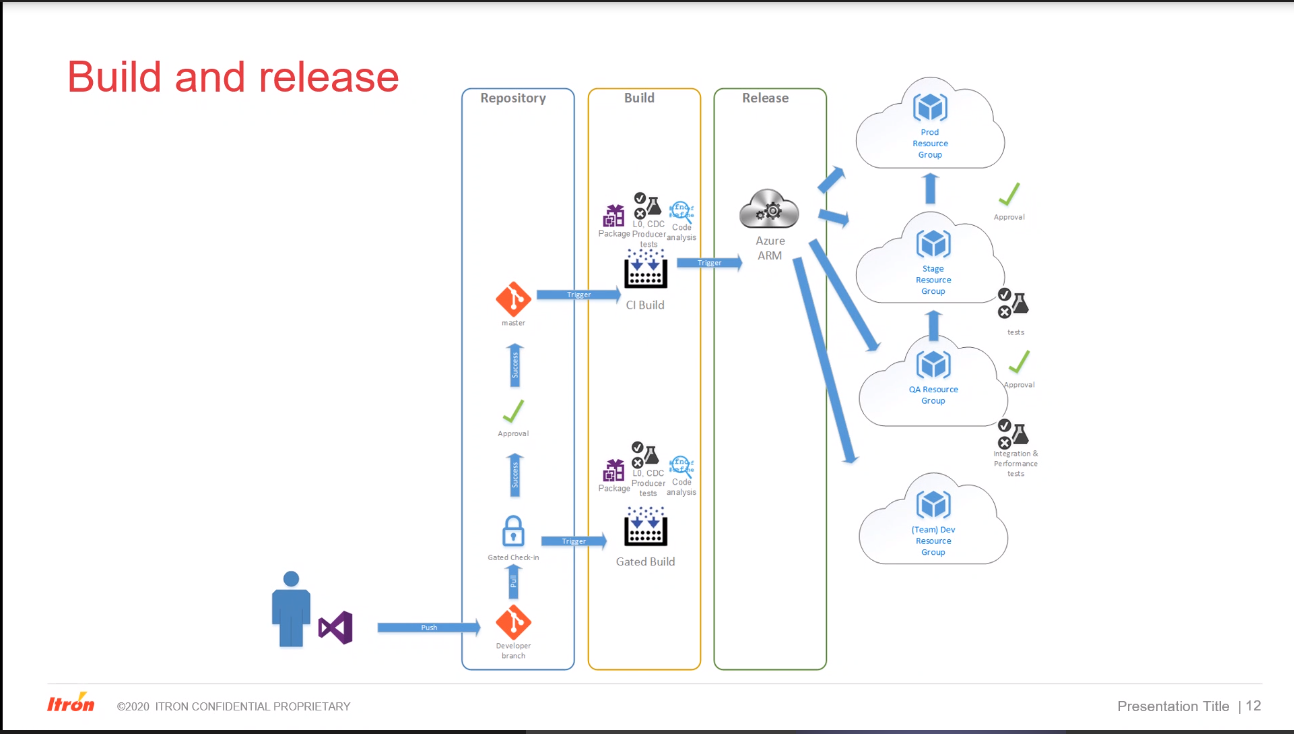 Build and release
Repository
Build
Release
Prod
Resource
Group
Package
L0, CDC
Producer
tests
Code
analysis
Azure
ARM
Approval
Trigger
Stage
Resource
Group
Trigger
CI Build
master
tests
Success
QA Resource
Group
Approval
Approval
Success
Package
L0, CDC
Producer
tests
Code
analysis
Integration &
Performance
tests
Gated Check-in
Trigger
Gated Build
(Team) Dev
Resource
Group
Pull
Push
Developer
branch
Itron
©2020 ITRON CONFIDENTIAL PROPRIETARY
Presentation Title | 12